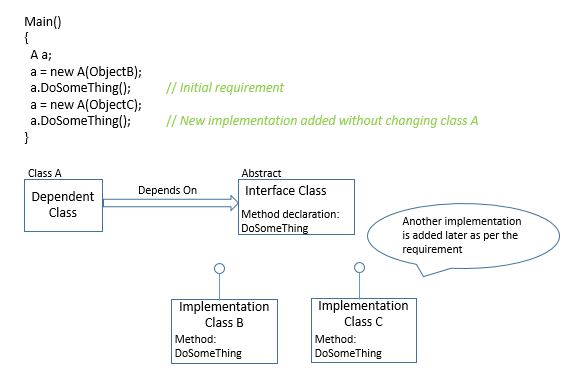 Main()
{
A a;
a = new A(ObjectB);
a.DoSomeThing(); // Initial requirement
a = new A(ObjectC);
a.DoSomeThing(); // New implementation added without changing class A
}
Class A
Dependent
Class
Depends On
Abstract
Interface Class
Method declaration:
DoSomeThing
Another implementation
is added later as per the
requirement
Implementation
Class B
Method:
DoSomeThing
Implementation
Class C
Method:
DoSomeThing